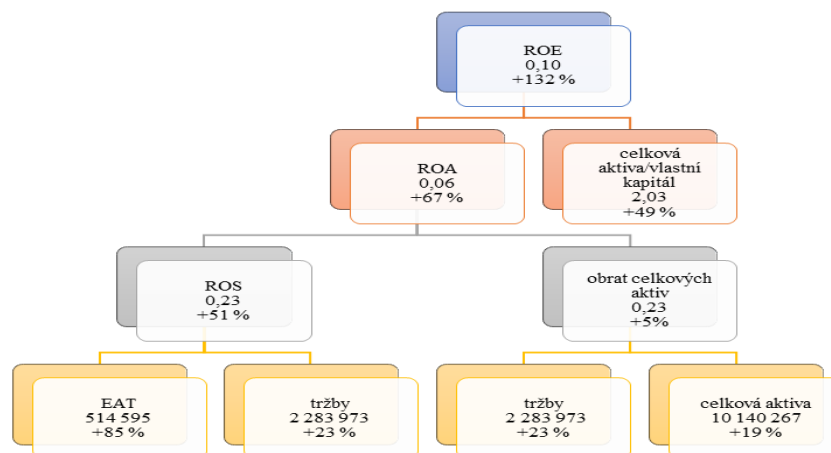 ROE
0,10
+132 %
ROA
0,06
+67 %
celková
aktiva/vlastní
kapitál
2,03
+49 %
ROS
0,23
+51 %
obrat celkových
aktiv
0,23
+5%
EAT
514 595
+85 %
tržby
2 283 973
+23 %
tržby
2 283 973
+23 %
celková aktiva
10 140 267
+19 %